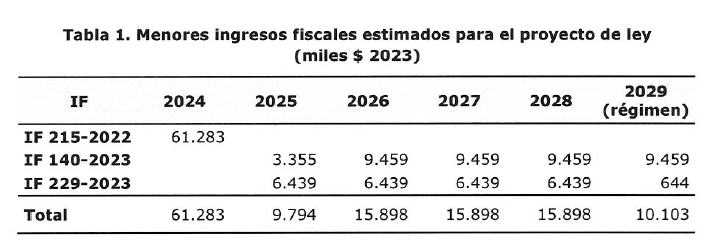 Tabla 1. Menores ingresos fiscales estimados para el proyecto de ley
(miles $ 2023)
IF 2024 2025 2026 2027 2028 2029 (régimen)
IF 215-2022 61.283
IF 140-2023 3.355 9.459 9.459 9.459 9.459
IF 229-2023 6.439 6.439 6.439 6.439 644
Total 61.283 9.794 15.898 15.898 15.898 10.103